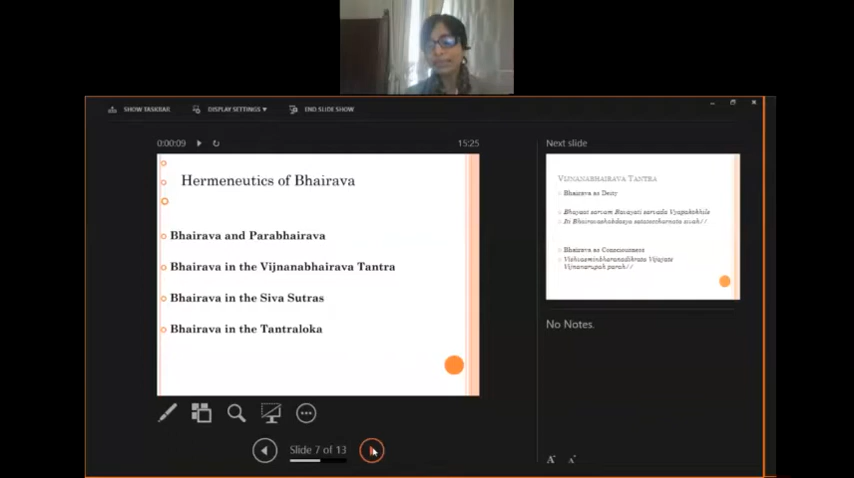 SHOW TASKBAR DISPLAY SETTINGS ▾ END SLIDE SHOW
0:00:09 15:25
Hermeneutics of Bhairava
Bhairava and Parabhairava
Bhairava in the Vijnanabhairava Tantra
Bhairava in the Siva Sutras
Bhairava in the Tantraloka
Slide 7 of 13
Next slide
VIJNANABHAIRAVA TANTRA
Bhairava as Deity
sarvam sarvada
Bhairava as Consciousness
No Notes.
A A